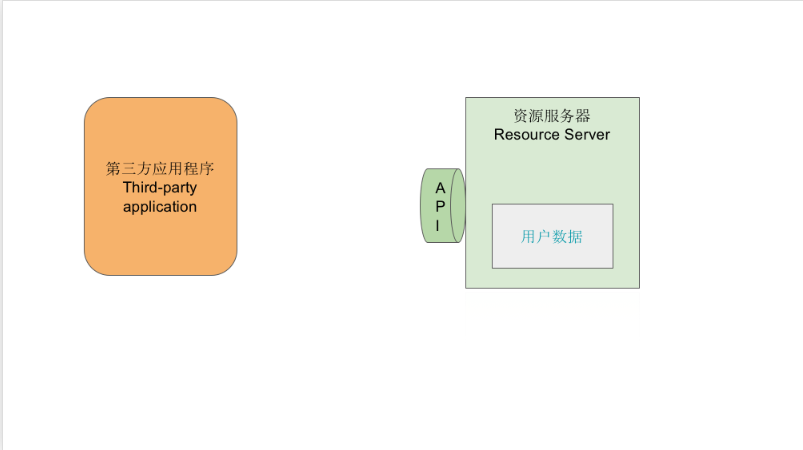 第三方应用程序
Third-party
application
A
P
I
资源服务器
Resource Server
用户数据